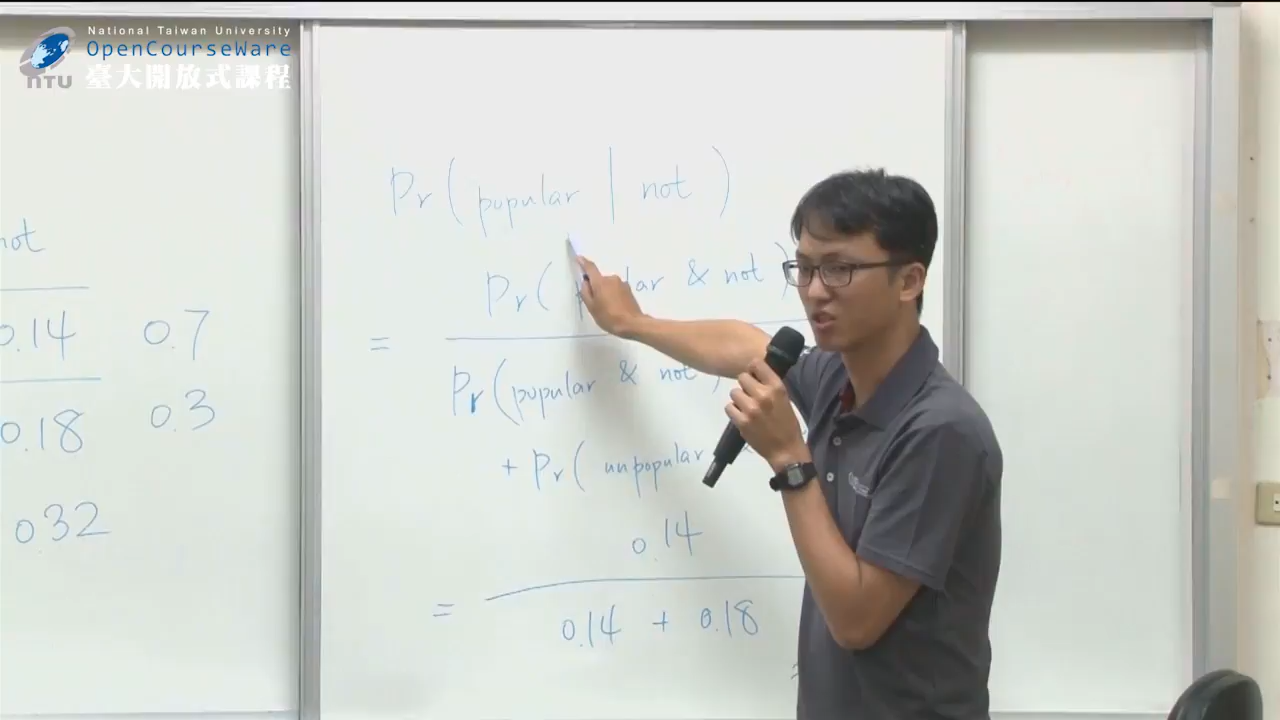 National Taiwan University
OpenCourseWare
NTU 臺大開放式課程
not
0.14 0.7
0.18 0.3
0.32
Pr ( popular | not )
Pr ( popular & not )
=
Pr ( popular & not )
+ Pr ( unpopular
0.14
=
0.14 + 0.18
=